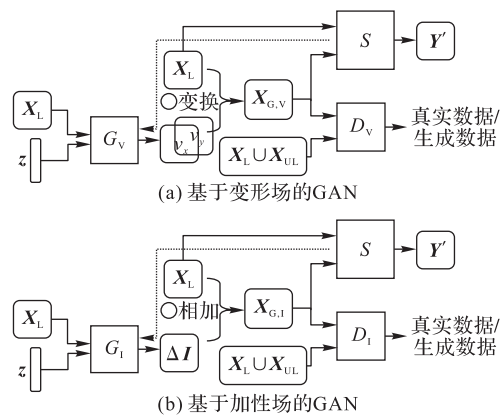 S
Y′
X_L
变换
X_G,V
X_L
G_V
v_x
v_y
z
X_L∪X_UL
D_V
真实数据/
生成数据
(a) 基于变形场的GAN
S
Y′
X_L
相加
X_G,I
X_L
G_I
ΔI
z
X_L∪X_UL
D_I
真实数据/
生成数据
(b) 基于加性场的GAN